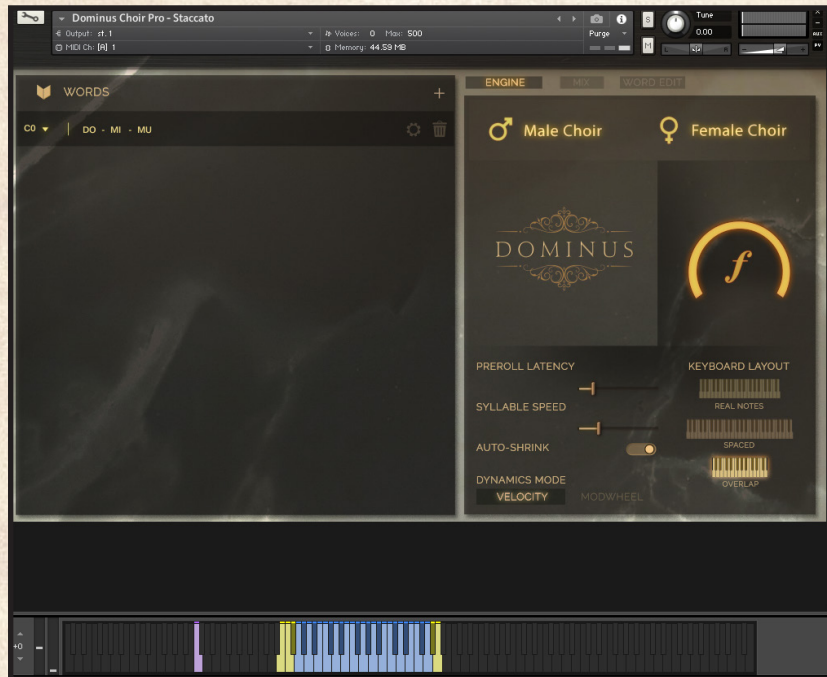 Dominus Choir Pro - Staccato
Output: st. 1
Voices: 0 Max: 500
Purge
MIDI Ch: [A] 1
Memory: 44.59 MB
S
M
Tune
0.00
L
R
AUX
PV
WORDS
+
C0 | DO - MI - MU
ENGINE
MIX
WORD EDIT
Male Choir
Female Choir
DOMINUS
f
PREROLL LATENCY
SYLLABLE SPEED
AUTO-SHRINK
DYNAMICS MODE
VELOCITY
MODWHEEL
KEYBOARD LAYOUT
REAL NOTES
SPACED
OVERLAP
+0